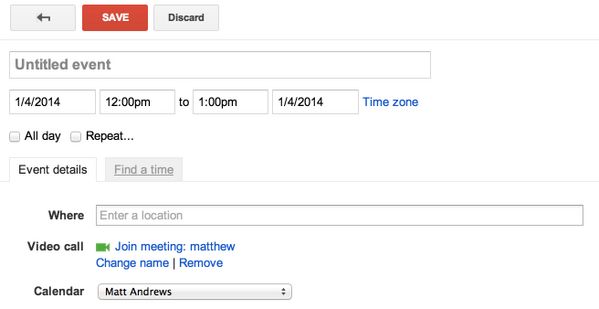 SAVE Discard
Untitled event
1/4/2014 12:00pm to 1:00pm 1/4/2014 Time zone
All day Repeat...
Event details Find a time
Where Enter a location
Video call Join meeting: matthew
Change name | Remove
Calendar Matt Andrews